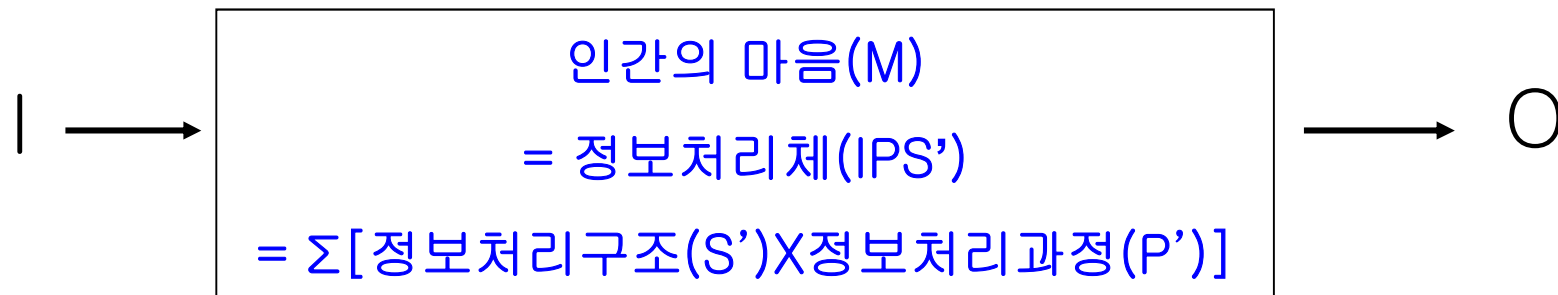 인간의 마음(M)
I = 정보처리체(IPS’) O
= Σ[정보처리구조(S’)X정보처리과정(P’)]